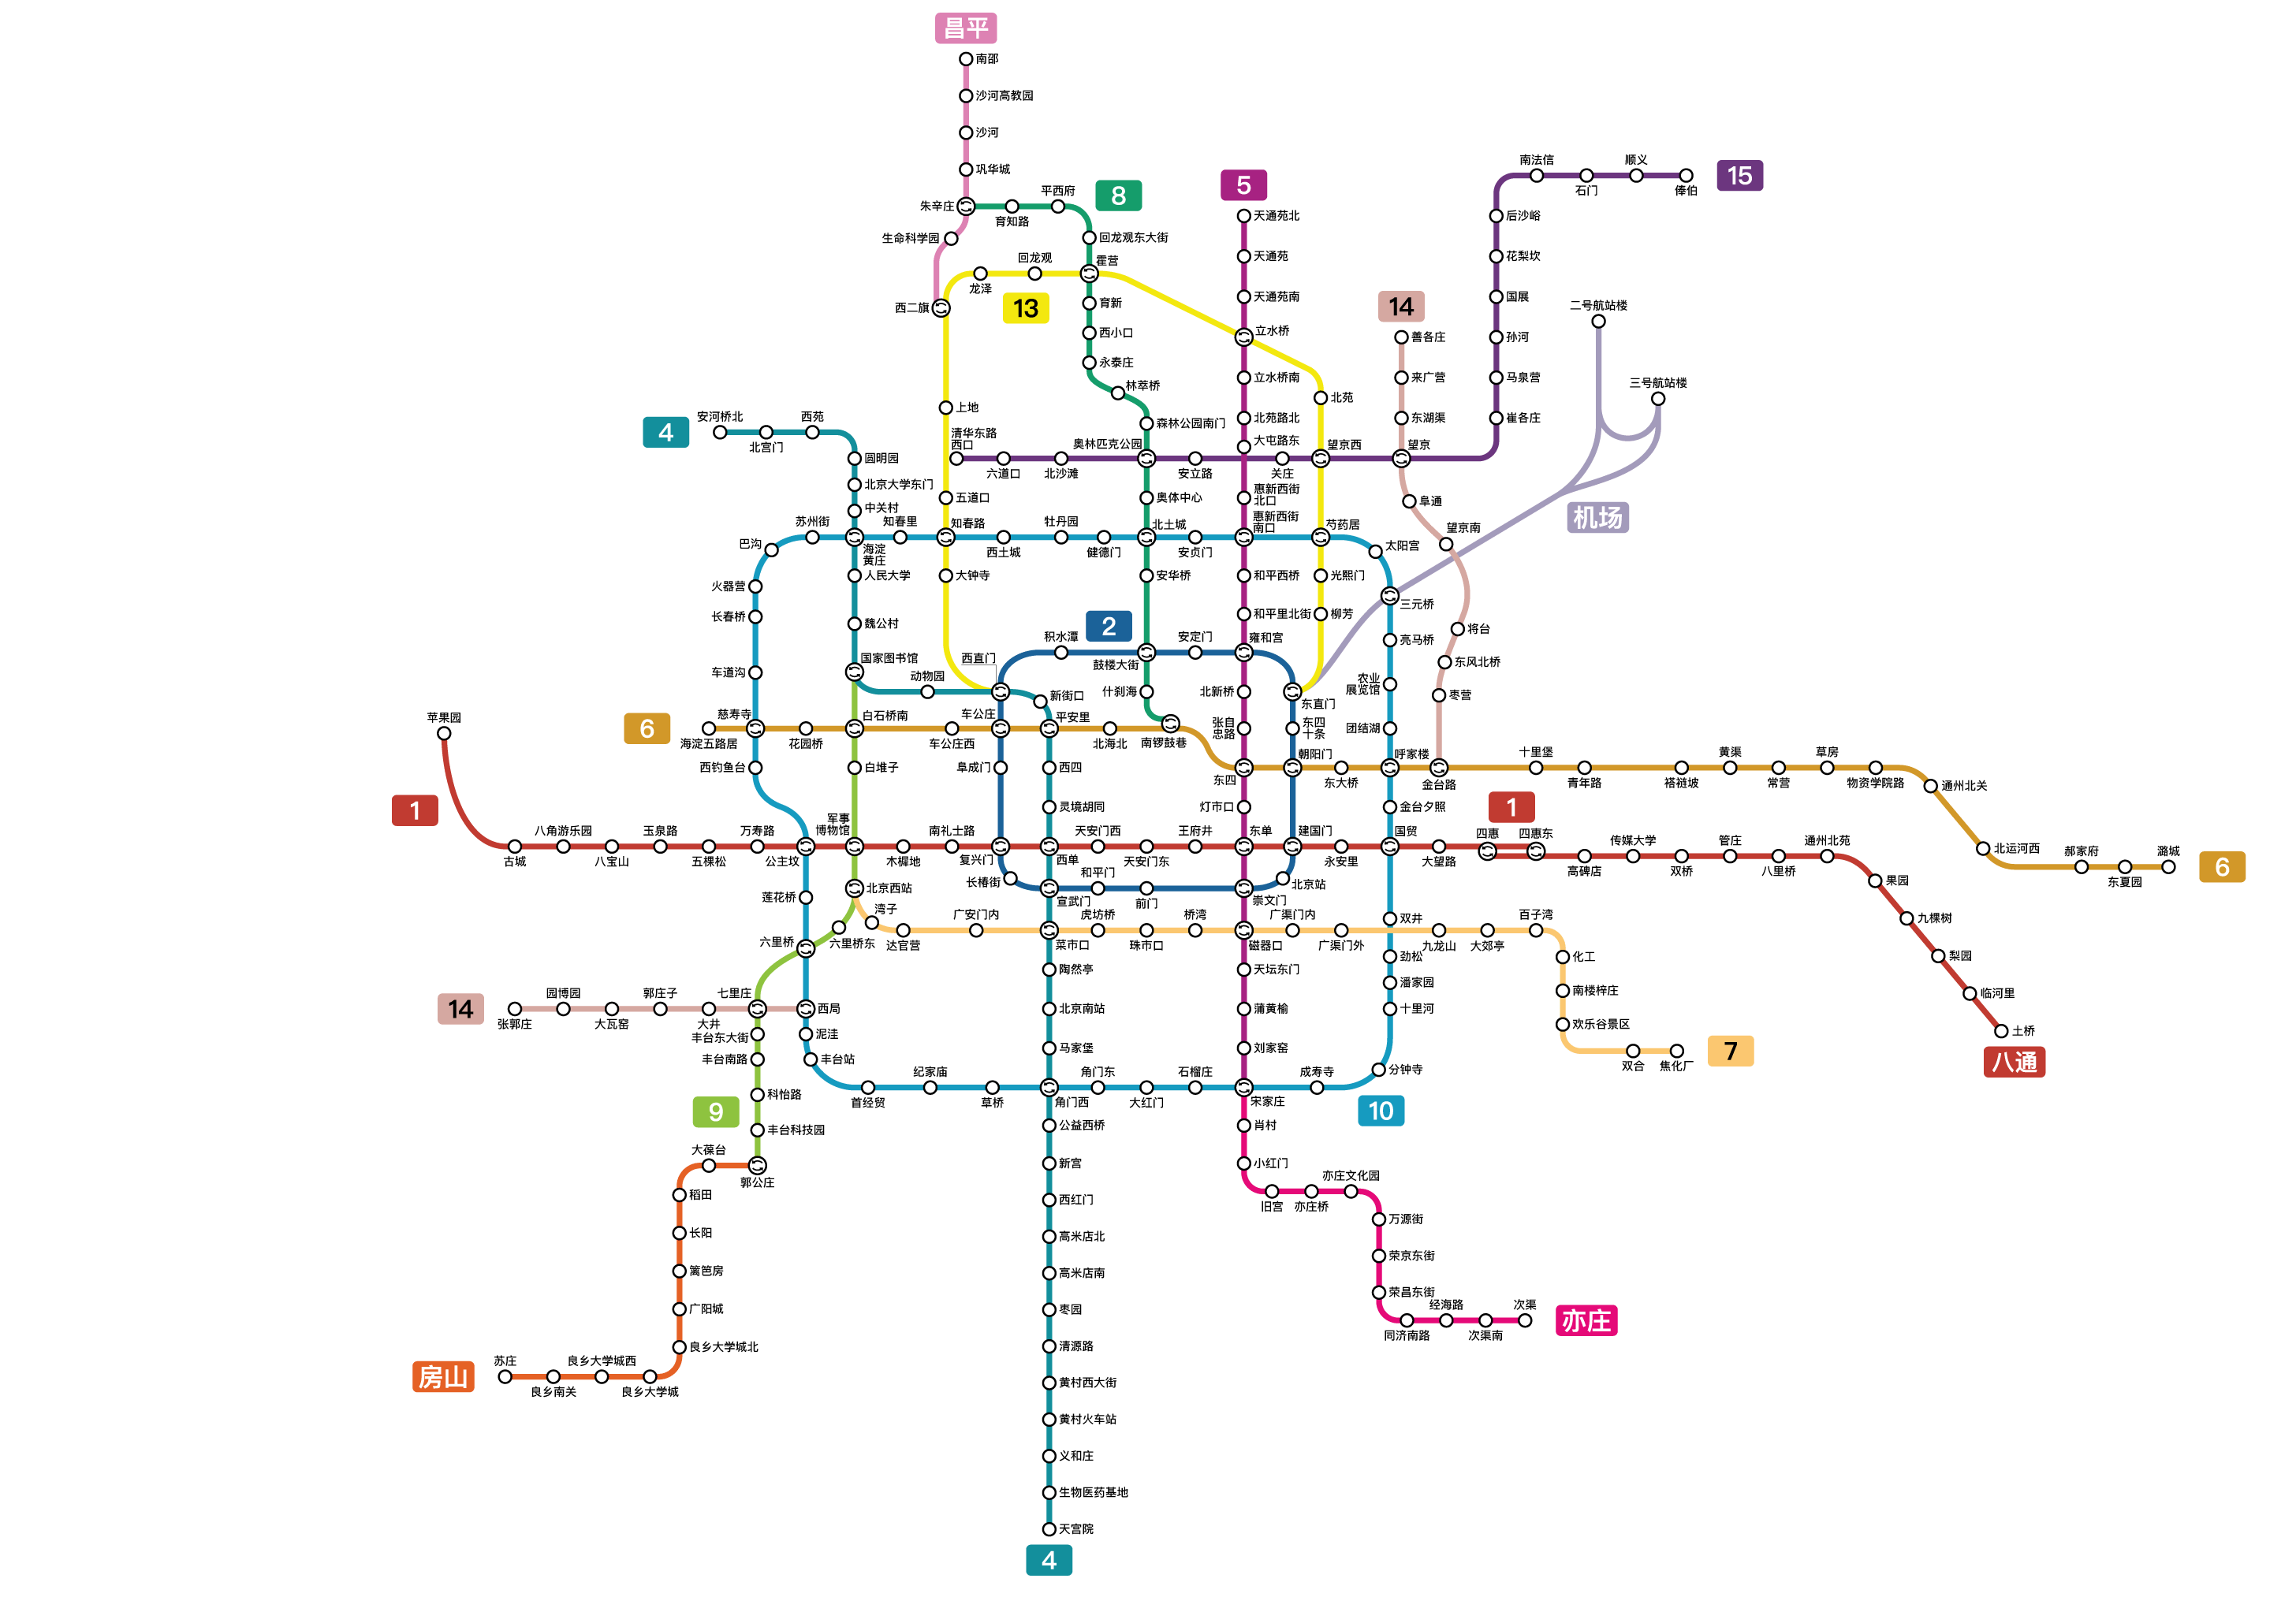 昌平
南邵
沙河高教园
沙河
巩华城
朱辛庄
育知路
平西府
8
生命科学园
回龙观东大街
西二旗
龙泽
回龙观
霍营
13
育新
西小口
永泰庄
林萃桥
森林公园南门
5
天通苑北
天通苑
天通苑南
立水桥
立水桥南
北苑路北
大屯路东
北苑
15
南法信
石门
顺义
俸伯
后沙峪
花梨坎
国展
孙河
马泉营
崔各庄
14
善各庄
来广营
东湖渠
望京
二号航站楼
三号航站楼
机场
4
安河桥北
北宫门
西苑
圆明园
北京大学东门
中关村
上地
清华东路
西口
六道口
北沙滩
奥林匹克公园
安立路
关庄
望京西
五道口
奥体中心
惠新西街
北口
阜通
望京南
巴沟
苏州街
海淀
黄庄
知春里
知春路
西土城
牡丹园
健德门
北土城
安贞门
惠新西街
南口
芍药居
太阳宫
火器营
长春桥
车道沟
人民大学
魏公村
大钟寺
安华桥
和平西桥
和平里北街
光熙门
柳芳
三元桥
亮马桥
将台
东风北桥
枣营
2
积水潭
鼓楼大街
安定门
雍和宫
国家图书馆
动物园
西直门
新街口
什刹海
北新桥
东直门
农业
展览馆
团结湖
6
海淀五路居
慈寿寺
花园桥
白石桥南
车公庄西
车公庄
平安里
北海北
南锣鼓巷
张自
忠路
东四
十条
苹果园
西钓鱼台
白堆子
阜成门
西四
东四
朝阳门
东大桥
呼家楼
金台路
十里堡
青年路
褡裢坡
黄渠
常营
草房
物资学院路
通州北关
1
灵境胡同
灯市口
金台夕照
1
古城
八角游乐园
八宝山
玉泉路
五棵松
万寿路
公主坟
军事
博物馆
木樨地
南礼士路
复兴门
西单
天安门西
天安门东
王府井
东单
建国门
永安里
国贸
大望路
四惠
四惠东
高碑店
传媒大学
双桥
管庄
八里桥
通州北苑
北运河西
郝家府
东夏园
潞城
6
莲花桥
北京西站
长椿街
宣武门
和平门
前门
崇文门
北京站
果园
九棵树
梨园
临河里
土桥
八通
六里桥
六里桥东
湾子
达官营
广安门内
菜市口
虎坊桥
珠市口
桥湾
磁器口
广渠门内
广渠门外
双井
九龙山
大郊亭
百子湾
化工
南楼梓庄
欢乐谷景区
双合
焦化厂
7
陶然亭
天坛东门
劲松
潘家园
十里河
14
张郭庄
园博园
大瓦窑
郭庄子
大井
七里庄
西局
北京南站
蒲黄榆
丰台东大街
泥洼
丰台南路
丰台站
马家堡
刘家窑
分钟寺
首经贸
纪家庙
草桥
角门西
角门东
大红门
石榴庄
宋家庄
成寿寺
10
科怡路
9
丰台科技园
大葆台
郭公庄
公益西桥
肖村
小红门
稻田
新宫
旧宫
亦庄桥
亦庄文化园
长阳
西红门
万源街
篱笆房
高米店北
荣京东街
广阳城
高米店南
荣昌东街
枣园
同济南路
经海路
次渠南
次渠
亦庄
良乡大学城北
清源路
房山
苏庄
良乡南关
良乡大学城西
良乡大学城
黄村西大街
黄村火车站
义和庄
生物医药基地
天宫院
4